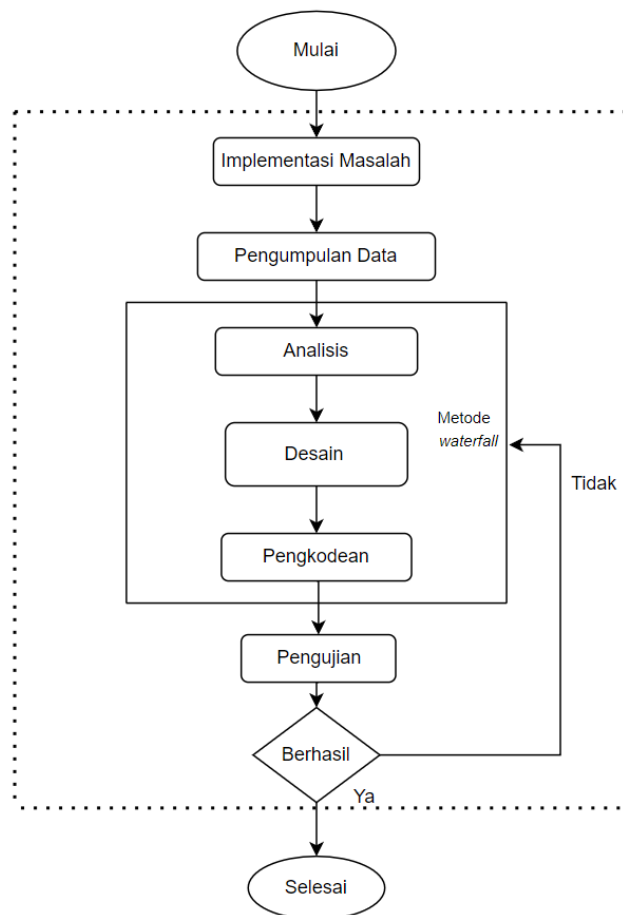 Mulai
Implementasi Masalah
Pengumpulan Data
Analisis
Metode
waterfall
Desain
Tidak
Pengkodean
Pengujian
Berhasil
Ya
Selesai